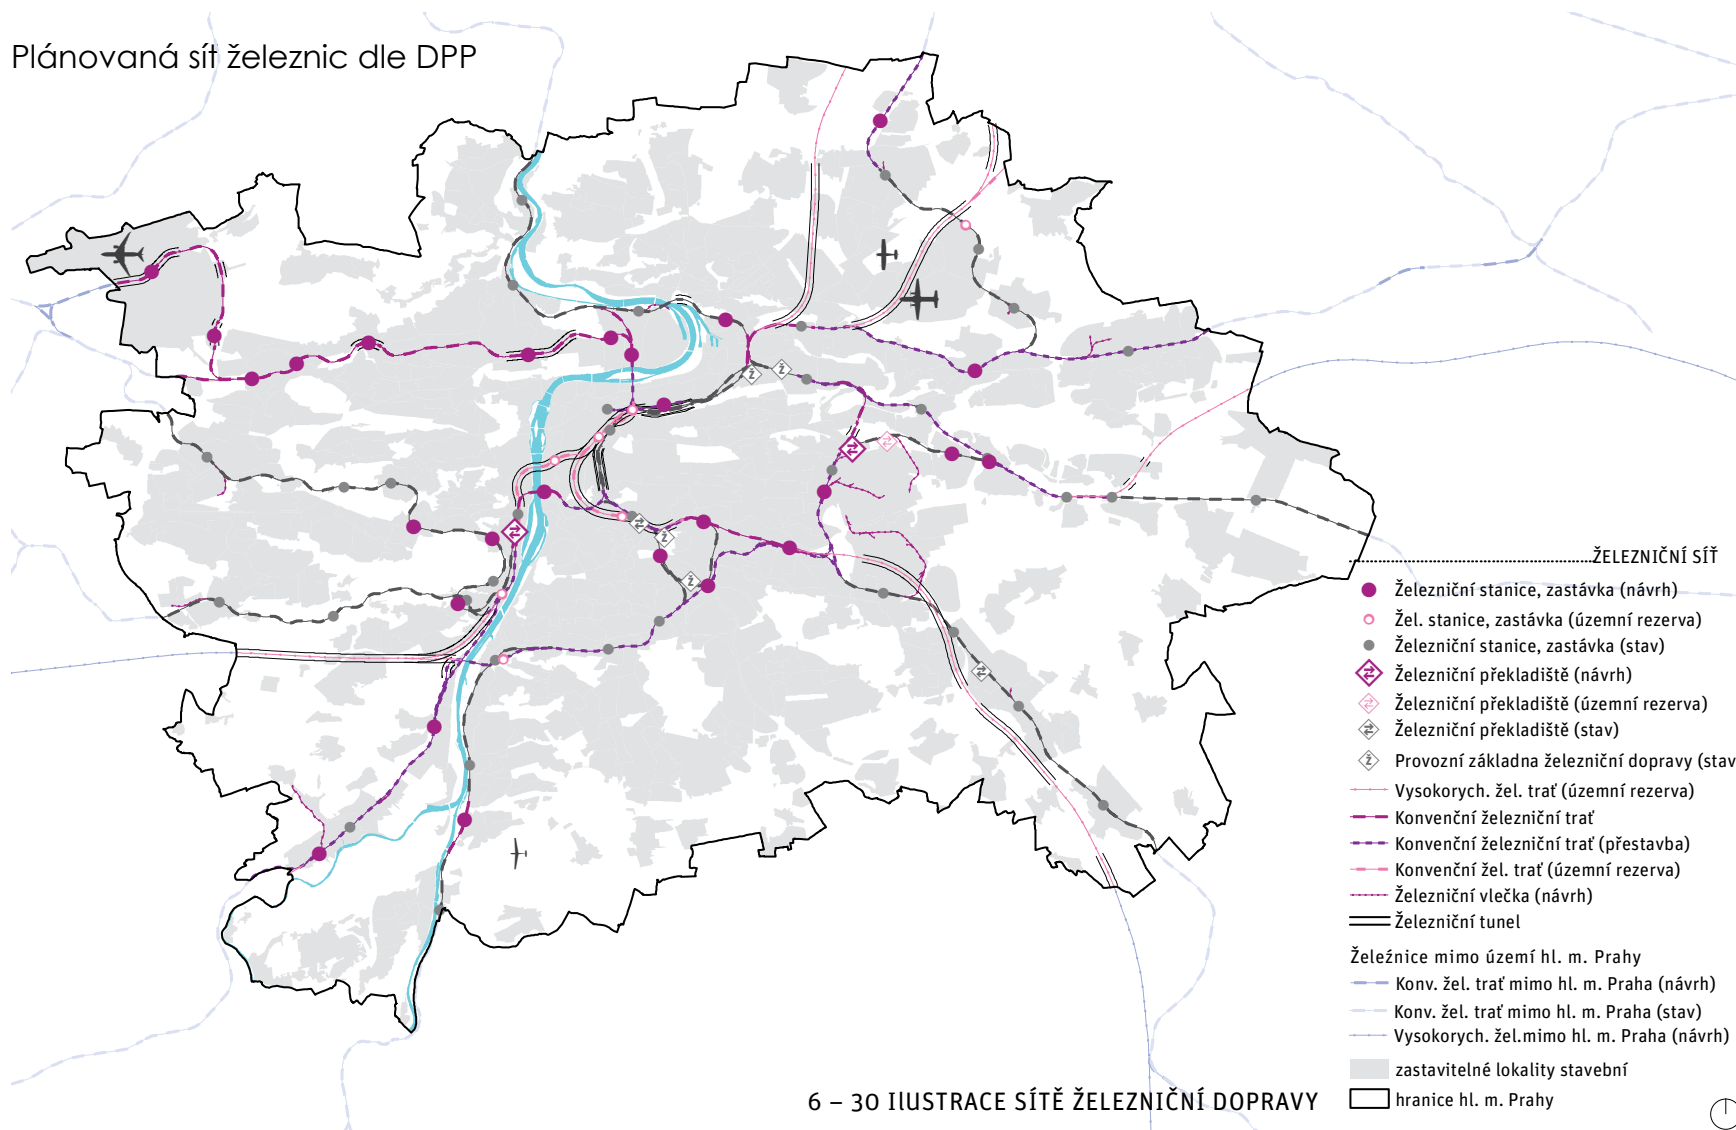 Plánovaná síť železnic dle DPP
ŽELEZNIČNÍ SÍŤ
Železniční stanice, zastávka (návrh)
Žel. stanice, zastávka (územní rezerva)
Železniční stanice, zastávka (stav)
Železniční překladiště (návrh)
Železniční překladiště (územní rezerva)
Železniční překladiště (stav)
Provozní základna železniční dopravy (stav
Vysokorych. žel. trať (územní rezerva)
Konvenční železniční trať
Konvenční železniční trať (přestavba)
Konvenční žel. trať (územní rezerva)
Železniční vlečka (návrh)
Železniční tunel
Želeźnice mimo území hl. m. Prahy
Konv. žel. trať mimo hl. m. Praha (návrh)
Konv. žel. trať mimo hl. m. Praha (stav)
Vysokorych. žel.mimo hl. m. Praha (návrh)
zastavitelné lokality stavební
hranice hl. m. Prahy
6 – 30 IlUSTRACE SÍTĚ ŽELEZNIČNÍ DOPRAVY